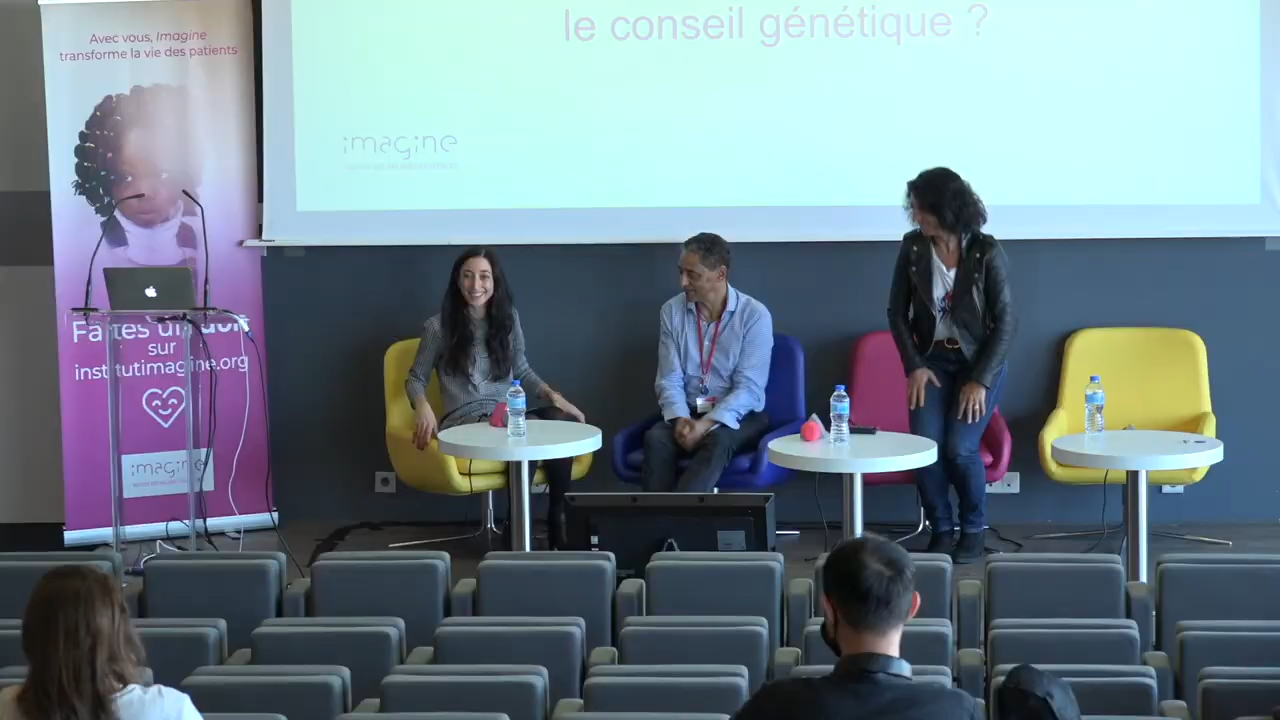 Avec vous, Imagine
transforme la vie des patients
le conseil génétique ?
imagine
Faites un don
sur
institutimagine.org
imagine